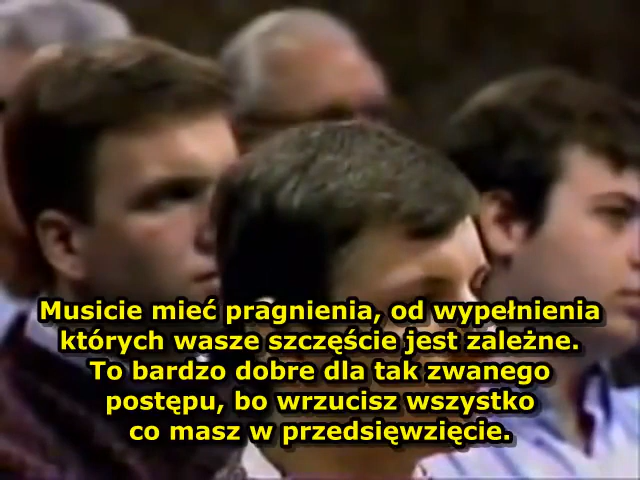 Musicie mieć pragnienia, od wypełnienia
których wasze szczęście jest zależne.
To bardzo dobre dla tak zwanego
postępu, bo wrzucisz wszystko
co masz w przedsięwzięcie.